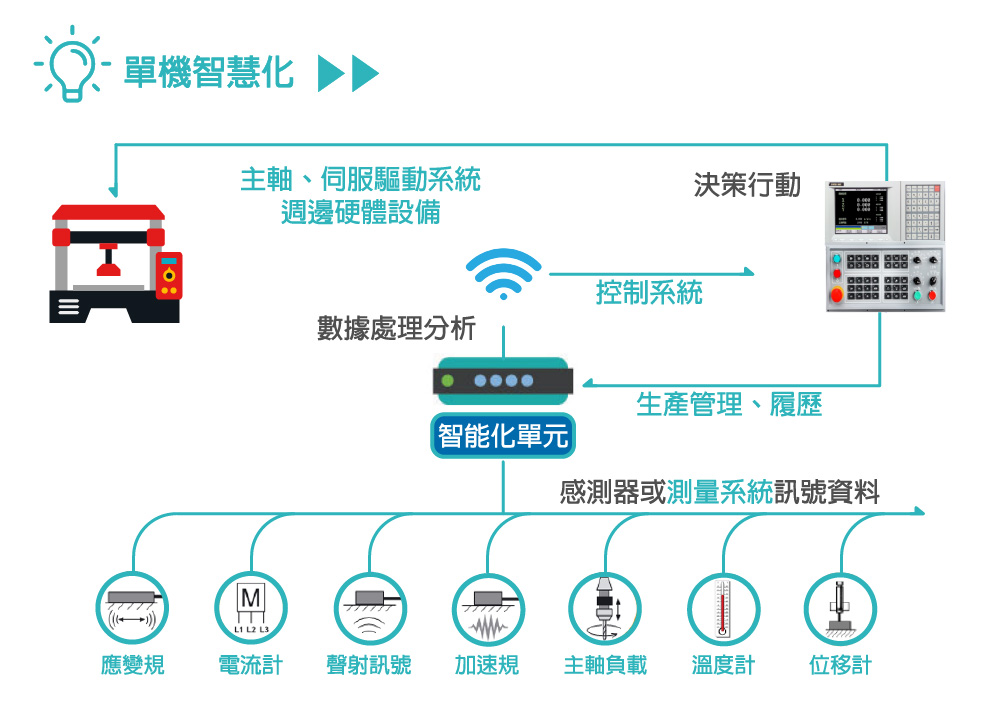 單機智慧化
主軸、伺服驅動系統
週邊硬體設備
決策行動
控制系統
數據處理分析
生產管理、履歷
智能化單元
感測器或測量系統訊號資料
M
L1 L2 L3
應變規
電流計
聲射訊號
加速規
主軸負載
溫度計
位移計